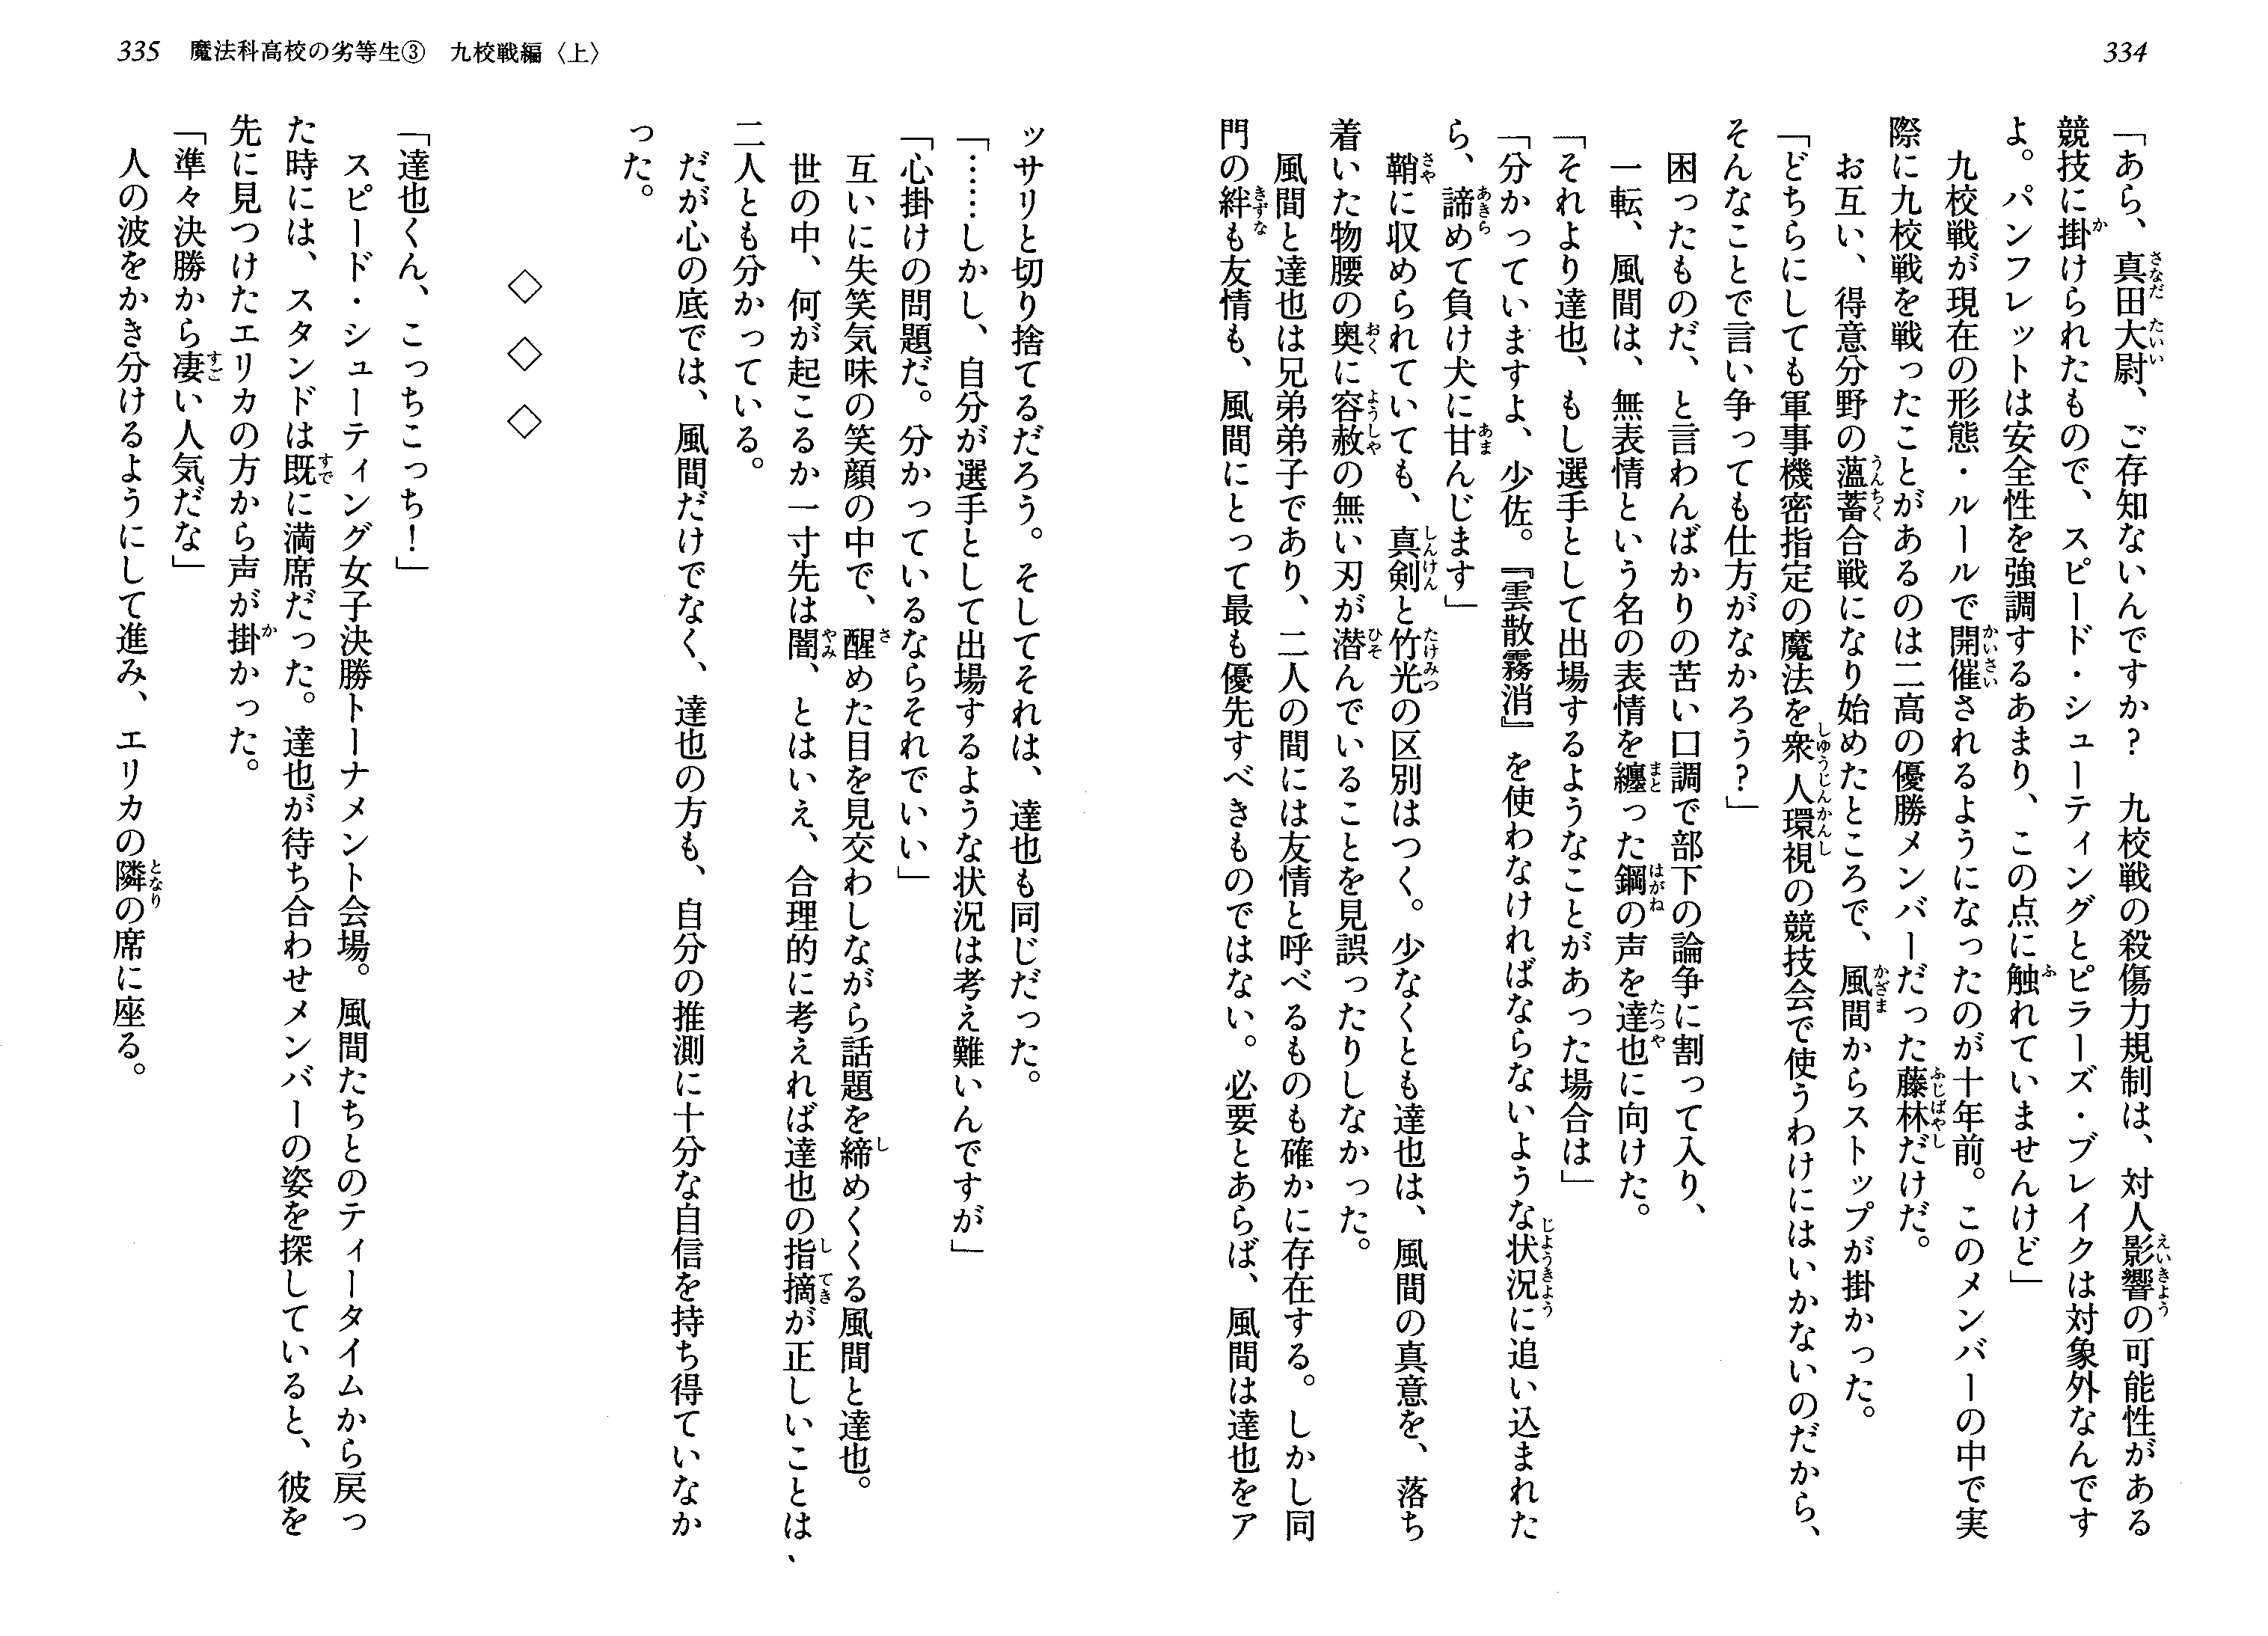 334
「あら、真田大尉、ご存知ないんですか？　九校戦の殺傷力規制は、対人影響の可能性がある
競技に掛けられたもので、スピード・シューティングとピラーズ・ブレイクは対象外なんです
よ。パンフレットは安全性を強調するあまり、この点に触れていませんけど」
　九校戦が現在の形態・ルールで開催されるようになったのが十年前。このメンバーの中で実
際に九校戦を戦ったことがあるのは二高の優勝メンバーだった藤林だけだ。
　お互い、得意分野の薀蓄合戦になり始めたところで、風間からストップが掛かった。
「どちらにしても軍事機密指定の魔法を衆人環視の競技会で使うわけにはいかないのだから、
そんなことで言い争っても仕方がなかろう？」
　困ったものだ、と言わんばかりの苦い口調で部下の論争に割って入り、
　一転、風間は、無表情という名の表情を纏った鋼の声を達也に向けた。
「それより達也、もし選手として出場するようなことがあった場合は」
「分かっていますよ、少佐。『雲散霧消』を使わなければならないような状況に追い込まれた
ら、諦めて負け犬に甘んじます」
　鞘に収められていても、真剣と竹光の区別はつく。少なくとも達也は、風間の真意を、落ち
着いた物腰の奥に容赦の無い刃が潜んでいることを見誤ったりしなかった。
　風間と達也は兄弟弟子であり、二人の間には友情と呼べるものも確かに存在する。しかし同
門の絆も友情も、風間にとって最も優先すべきものではない。必要とあらば、風間は達也をア
335　魔法科高校の劣等生③　九校戦編〈上〉
ッサリと切り捨てるだろう。そしてそれは、達也も同じだった。
「……しかし、自分が選手として出場するような状況は考え難いんですが」
「心掛けの問題だ。分かっているならそれでいい」
　互いに失笑気味の笑顔の中で、醒めた目を見交わしながら話題を締めくくる風間と達也。
　世の中、何が起こるか一寸先は闇、とはいえ、合理的に考えれば達也の指摘が正しいことは、
二人とも分かっている。
　だが心の底では、風間だけでなく、達也の方も、自分の推測に十分な自信を持ち得ていなか
った。
◇　◇　◇
「達也くん、こっちこっち！」
　スピード・シューティング女子決勝トーナメント会場。風間たちとのティータイムから戻っ
た時には、スタンドは既に満席だった。達也が待ち合わせメンバーの姿を探していると、彼を
先に見つけたエリカの方から声が掛かった。
「準々決勝から凄い人気だな」
　人の波をかき分けるようにして進み、エリカの隣の席に座る。